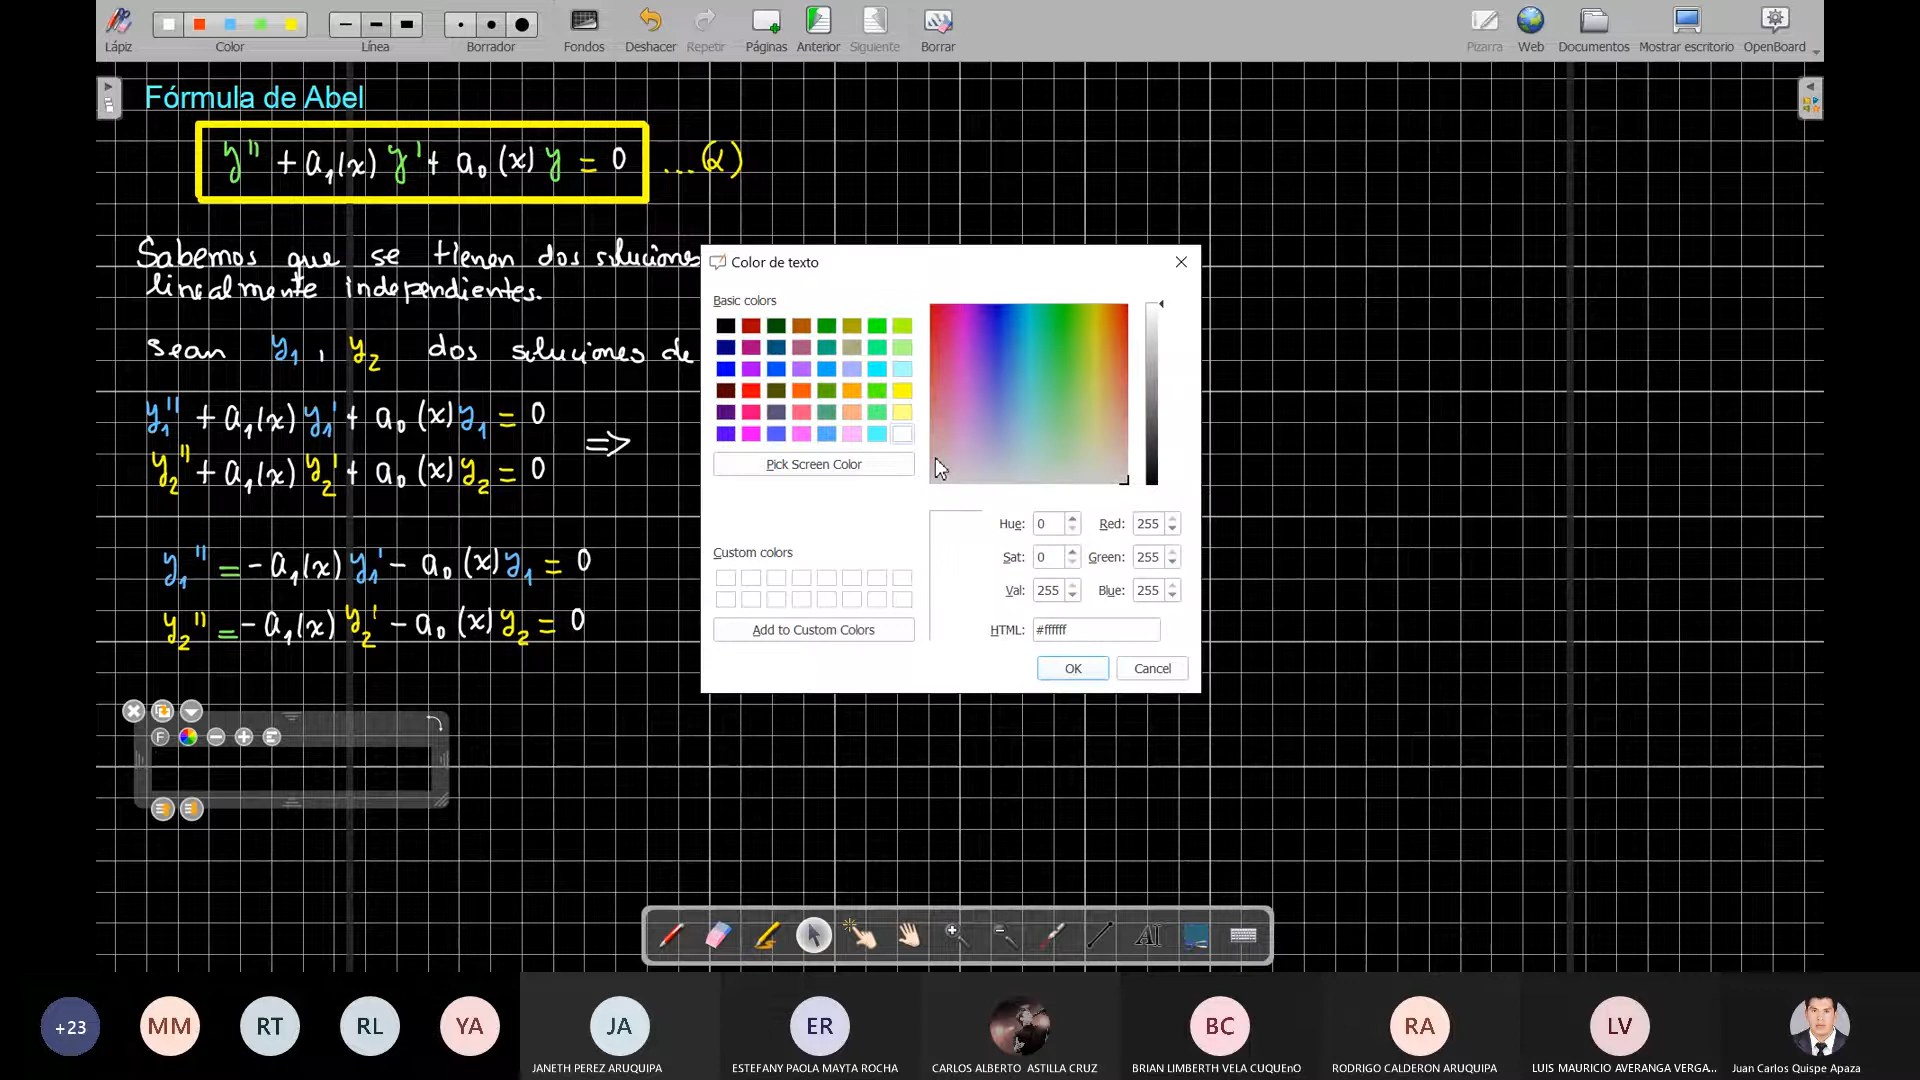 Lápiz
Color
Línea
Borrador
Fondos
Deshacer
Repetir
Páginas
Anterior
Siguiente
Borrar
Pizarra
Web
Documentos
Mostrar escritorio
OpenBoard
Fórmula de Abel
y'' + a₁(x) y' + a₀(x) y = 0 ...(α)
Sabemos que se tienen dos soluciones
linealmente independientes.
sean y₁, y₂ dos soluciones de
y₁'' + a₁(x) y₁' + a₀(x) y₁ = 0
=>
y₂'' + a₁(x) y₂' + a₀(x) y₂ = 0
y₁'' = - a₁(x) y₁' - a₀(x) y₁ = 0
y₂'' = - a₁(x) y₂' - a₀(x) y₂ = 0
F
Color de texto
Basic colors
Pick Screen Color
Custom colors
Add to Custom Colors
Hue: 0 Red: 255
Sat: 0 Green: 255
Val: 255 Blue: 255
HTML: #ffffff
OK Cancel
AI
+23
MM
RT
RL
YA
JA
ER
BC
RA
LV
JANETH PEREZ ARUQUIPA
ESTEFANY PAOLA MAYTA ROCHA
CARLOS ALBERTO ASTILLA CRUZ
BRIAN LIMBERTH VELA CUQUEnO
RODRIGO CALDERON ARUQUIPA
LUIS MAURICIO AVERANGA VERGA...
Juan Carlos Quispe Apaza